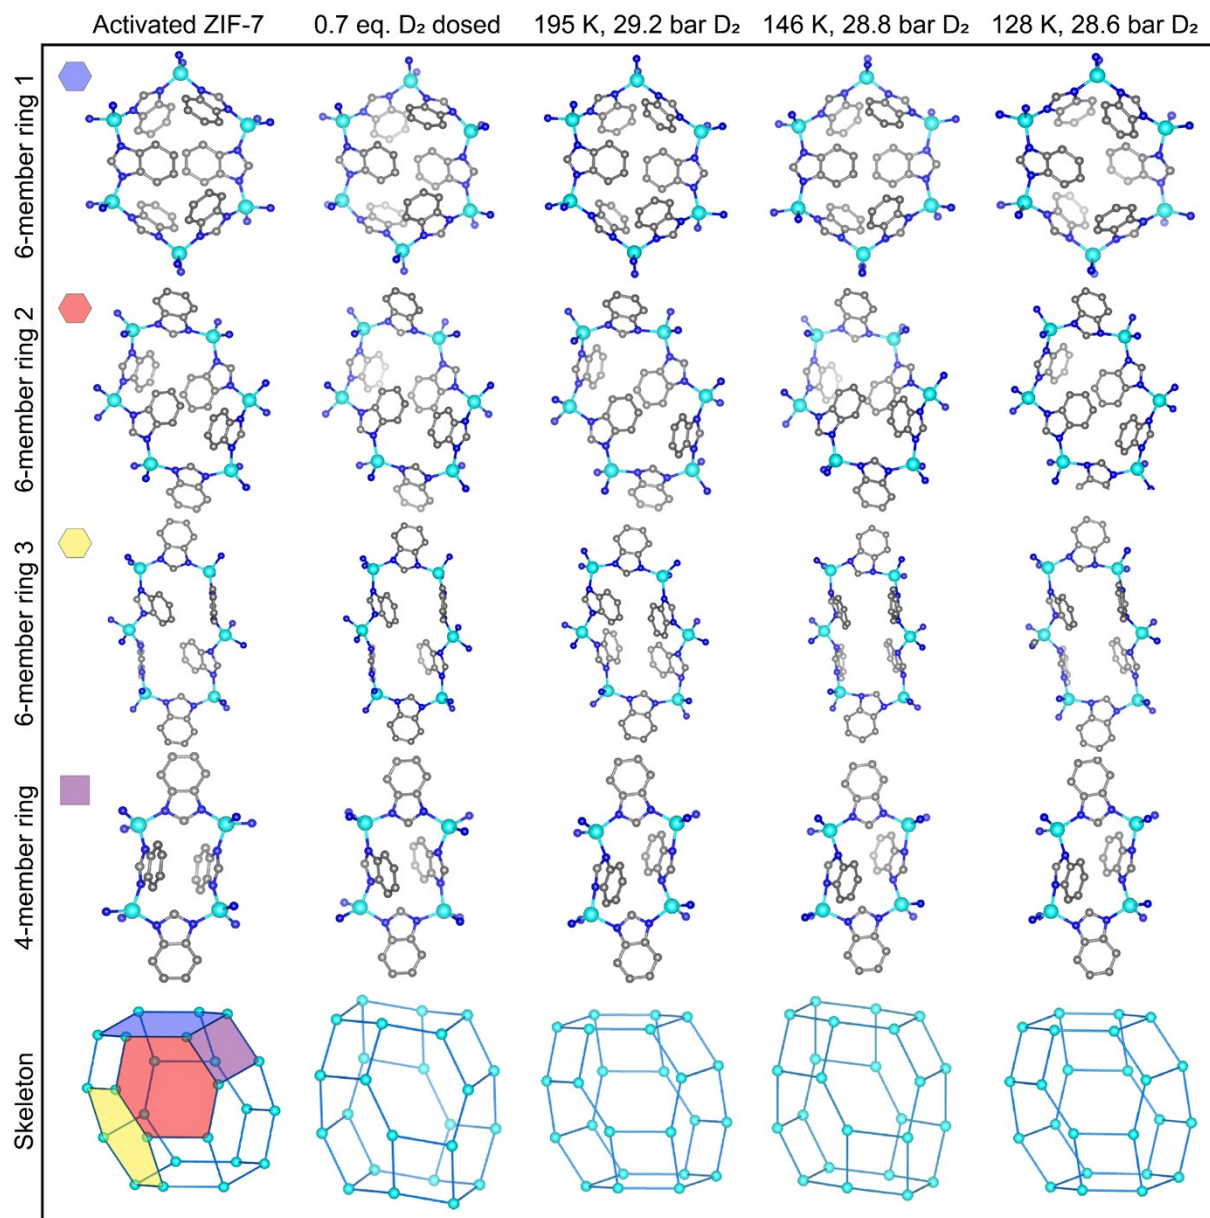 Activated ZIF-7
0.7 eq. D₂ dosed
195 K, 29.2 bar D₂
146 K, 28.8 bar D₂
128 K, 28.6 bar D₂
6-member ring 1
6-member ring 2
6-member ring 3
4-member ring
Skeleton